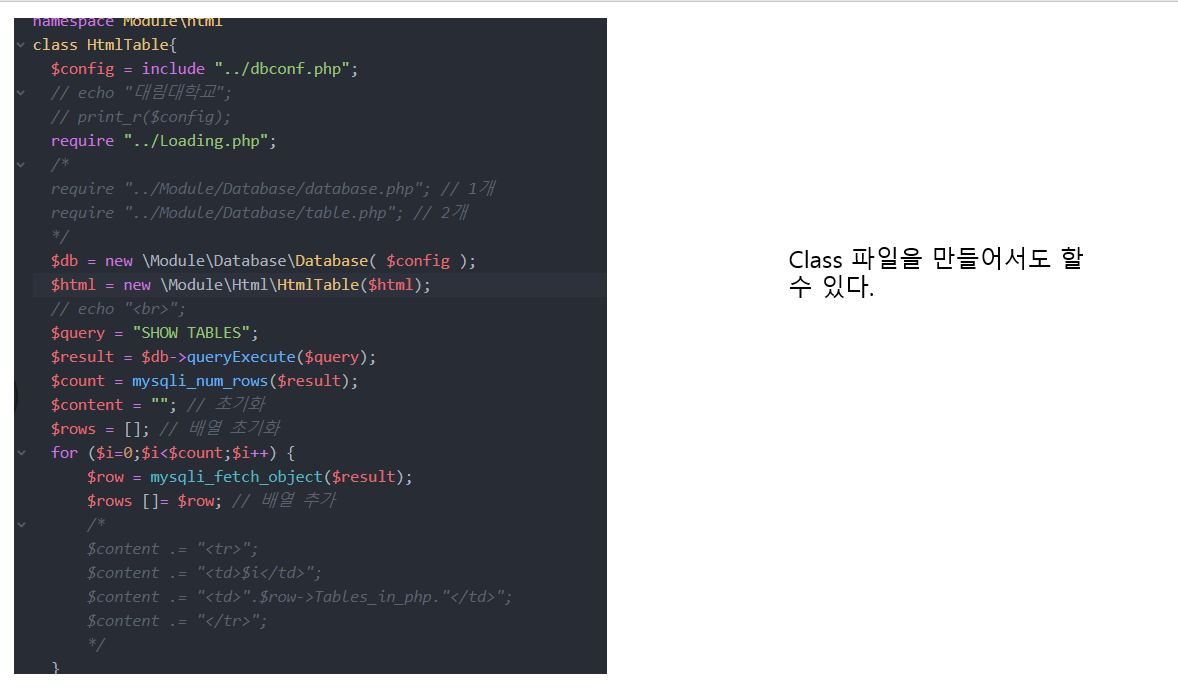 namespace Module\html
class HtmlTable{
$config = include "../dbconf.php";
// echo "대림대학교";
// print_r($config);
require "../Loading.php";
/*
require "../Module/Database/database.php"; // 1개
require "../Module/Database/table.php"; // 2개
*/
$db = new \Module\Database\Database( $config );
$html = new \Module\Html\HtmlTable($html);
// echo "<br>";
$query = "SHOW TABLES";
$result = $db->queryExecute($query);
$count = mysqli_num_rows($result);
$content = ""; // 초기화
$rows = []; // 배열 초기화
for ($i=0;$i<$count;$i++) {
$row = mysqli_fetch_object($result);
$rows []= $row; // 배열 추가
/*
$content .= "<tr>";
$content .= "<td>$i</td>";
$content .= "<td>".$row->Tables_in_php."</td>";
$content .= "</tr>";
*/
}
Class 파일을 만들어서도 할
수 있다.